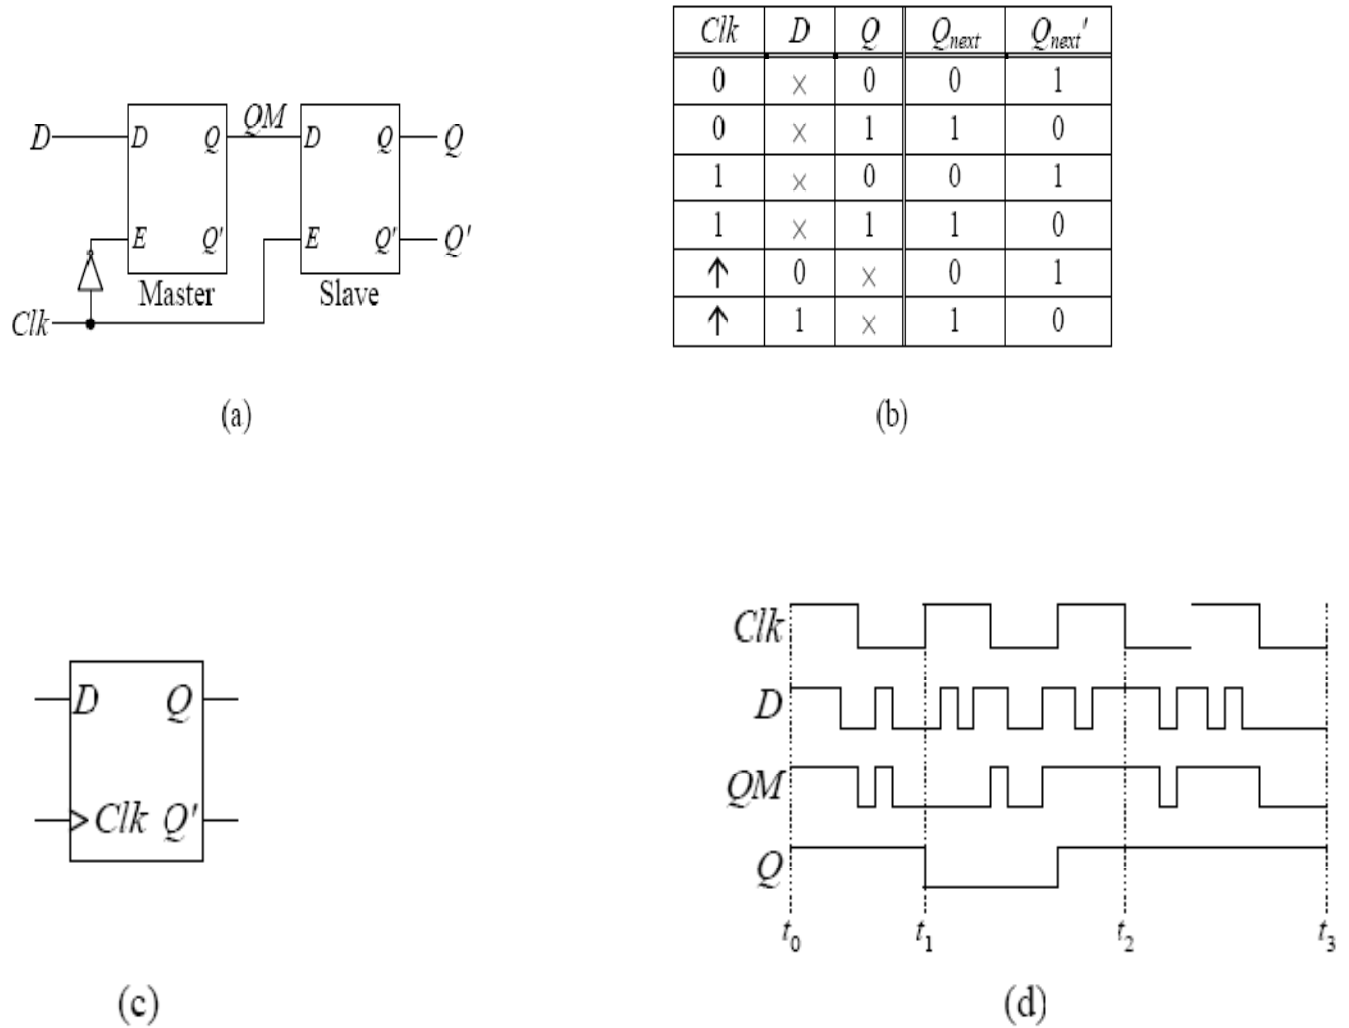 QM
D D Q D Q Q
E Q' E Q' Q'
Master Slave
Clk
(a)
Clk D Q Qnext Qnext'
0 × 0 0 1
0 × 1 1 0
1 × 0 0 1
1 × 1 1 0
↑ 0 × 0 1
↑ 1 × 1 0
(b)
D Q
Clk Q'
(c)
Clk
D
QM
Q
t0 t1 t2 t3
(d)